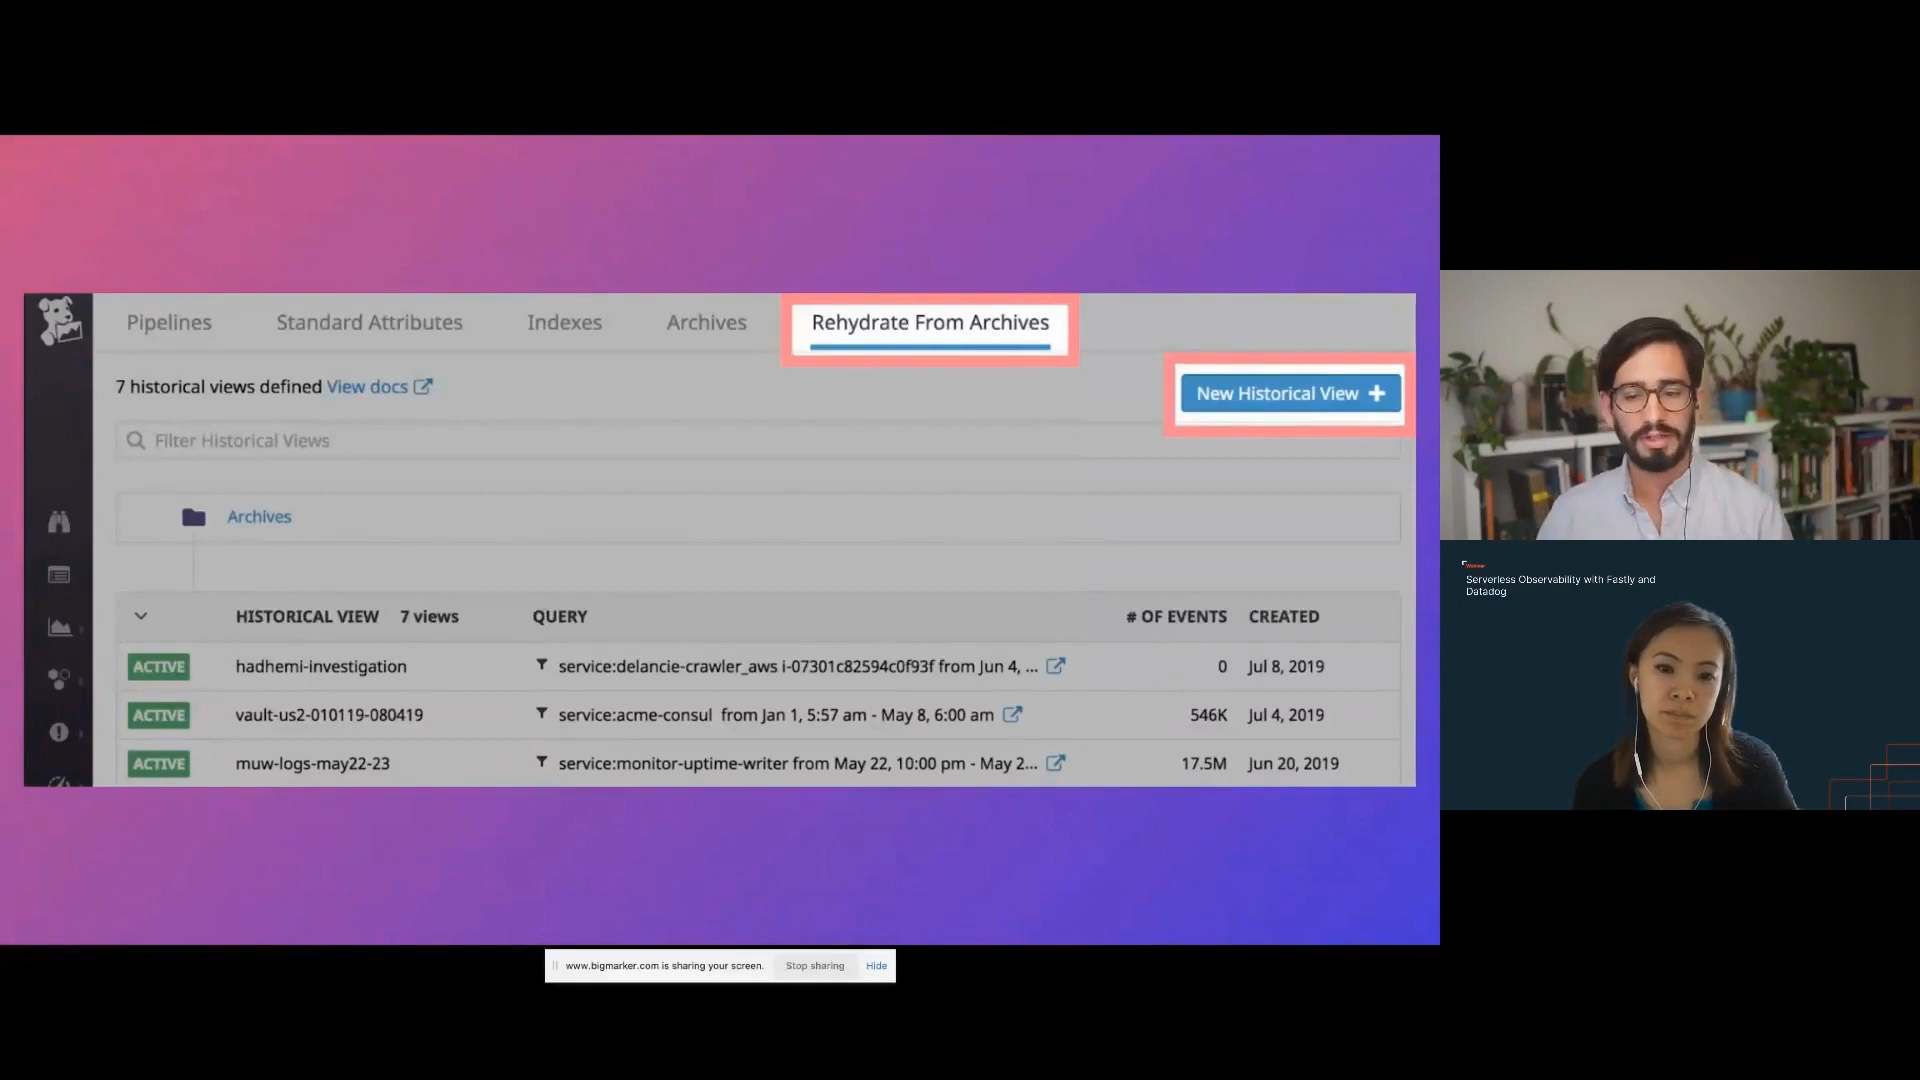 Pipelines Standard Attributes Indexes Archives Rehydrate From Archives
7 historical views defined View docs
New Historical View +
Filter Historical Views
Archives
HISTORICAL VIEW 7 views QUERY # OF EVENTS CREATED
ACTIVE hadhemi-investigation service:delancie-crawler_aws i-07301c82594c0f93f from Jun 4, ... 0 Jul 8, 2019
ACTIVE vault-us2-010119-080419 service:acme-consul from Jan 1, 5:57 am - May 8, 6:00 am 546K Jul 4, 2019
ACTIVE muw-logs-may22-23 service:monitor-uptime-writer from May 22, 10:00 pm - May 2... 17.5M Jun 20, 2019
Webinar
Serverless Observability with Fastly and
Datadog
www.bigmarker.com is sharing your screen. Stop sharing Hide